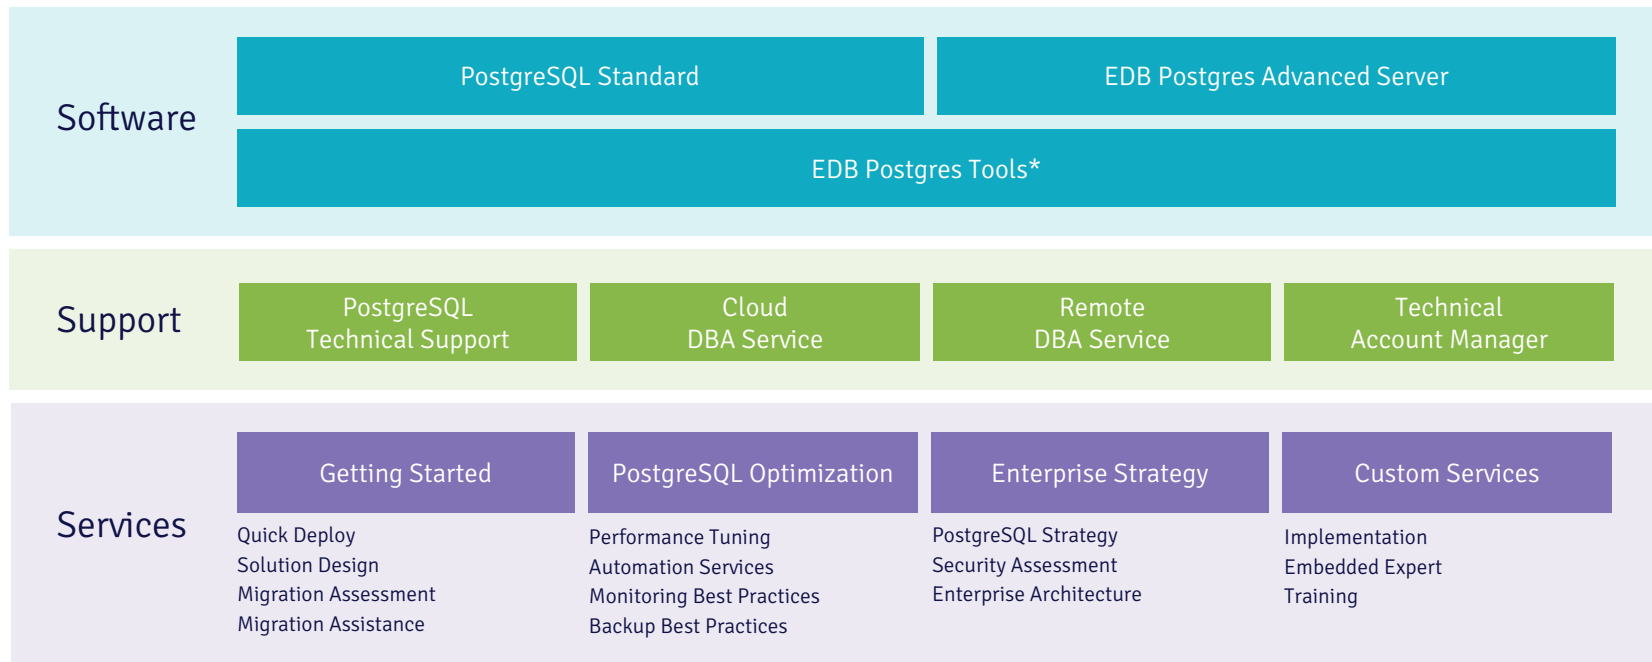 Software
PostgreSQL Standard
EDB Postgres Advanced Server
EDB Postgres Tools*
Support
PostgreSQL
Technical Support
Cloud
DBA Service
Remote
DBA Service
Technical
Account Manager
Services
Getting Started
Quick Deploy
Solution Design
Migration Assessment
Migration Assistance
PostgreSQL Optimization
Performance Tuning
Automation Services
Monitoring Best Practices
Backup Best Practices
Enterprise Strategy
PostgreSQL Strategy
Security Assessment
Enterprise Architecture
Custom Services
Implementation
Embedded Expert
Training